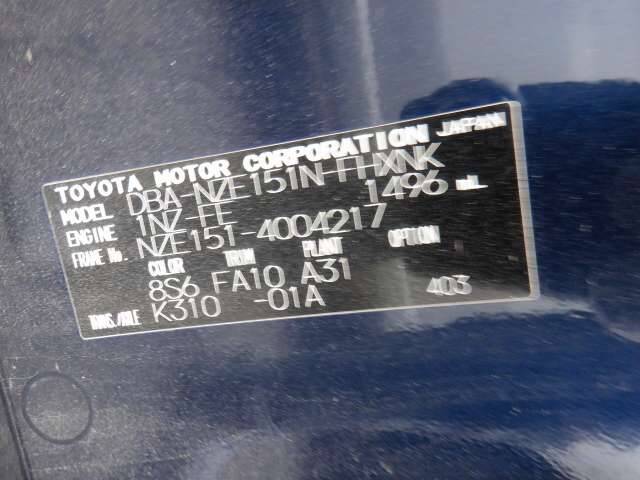 TOYOTA MOTOR CORPORATION JAPAN
MODEL DBA-NZE151N-FHXNK
ENGINE 1NZ-FE 1496 mL
FRAME No. NZE151-4004217
COLOR TRIM PLANT OPTION
8S6 FA10 A31
TRANS./AXLE K310 -01A 403